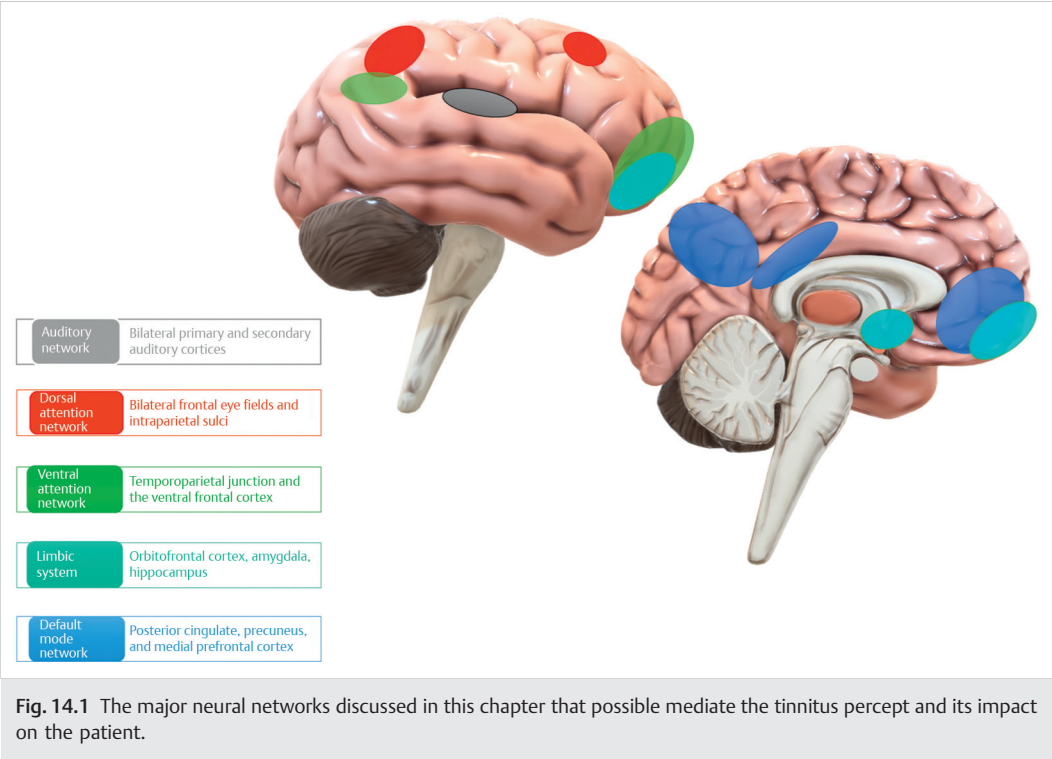 Auditory
network
Bilateral primary and secondary
auditory cortices
Dorsal
attention
network
Bilateral frontal eye fields and
intraparietal sulci
Ventral
attention
network
Temporoparietal junction and
the ventral frontal cortex
Limbic
system
Orbitofrontal cortex, amygdala,
hippocampus
Default
mode
network
Posterior cingulate, precuneus,
and medial prefrontal cortex
Fig. 14.1 The major neural networks discussed in this chapter that possible mediate the tinnitus percept and its impact
on the patient.